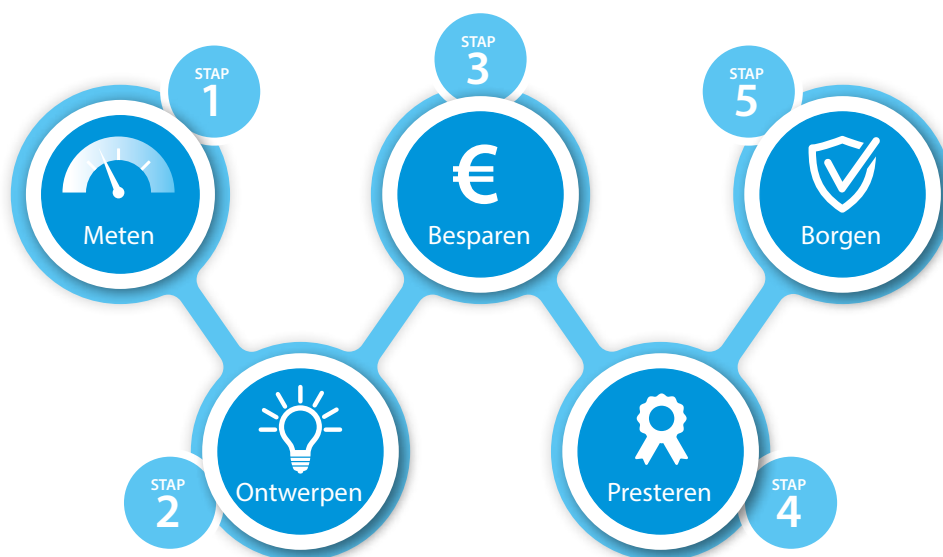 STAP
1
Meten
STAP
2
Ontwerpen
STAP
3
€
Besparen
STAP
4
Presteren
STAP
5
Borgen